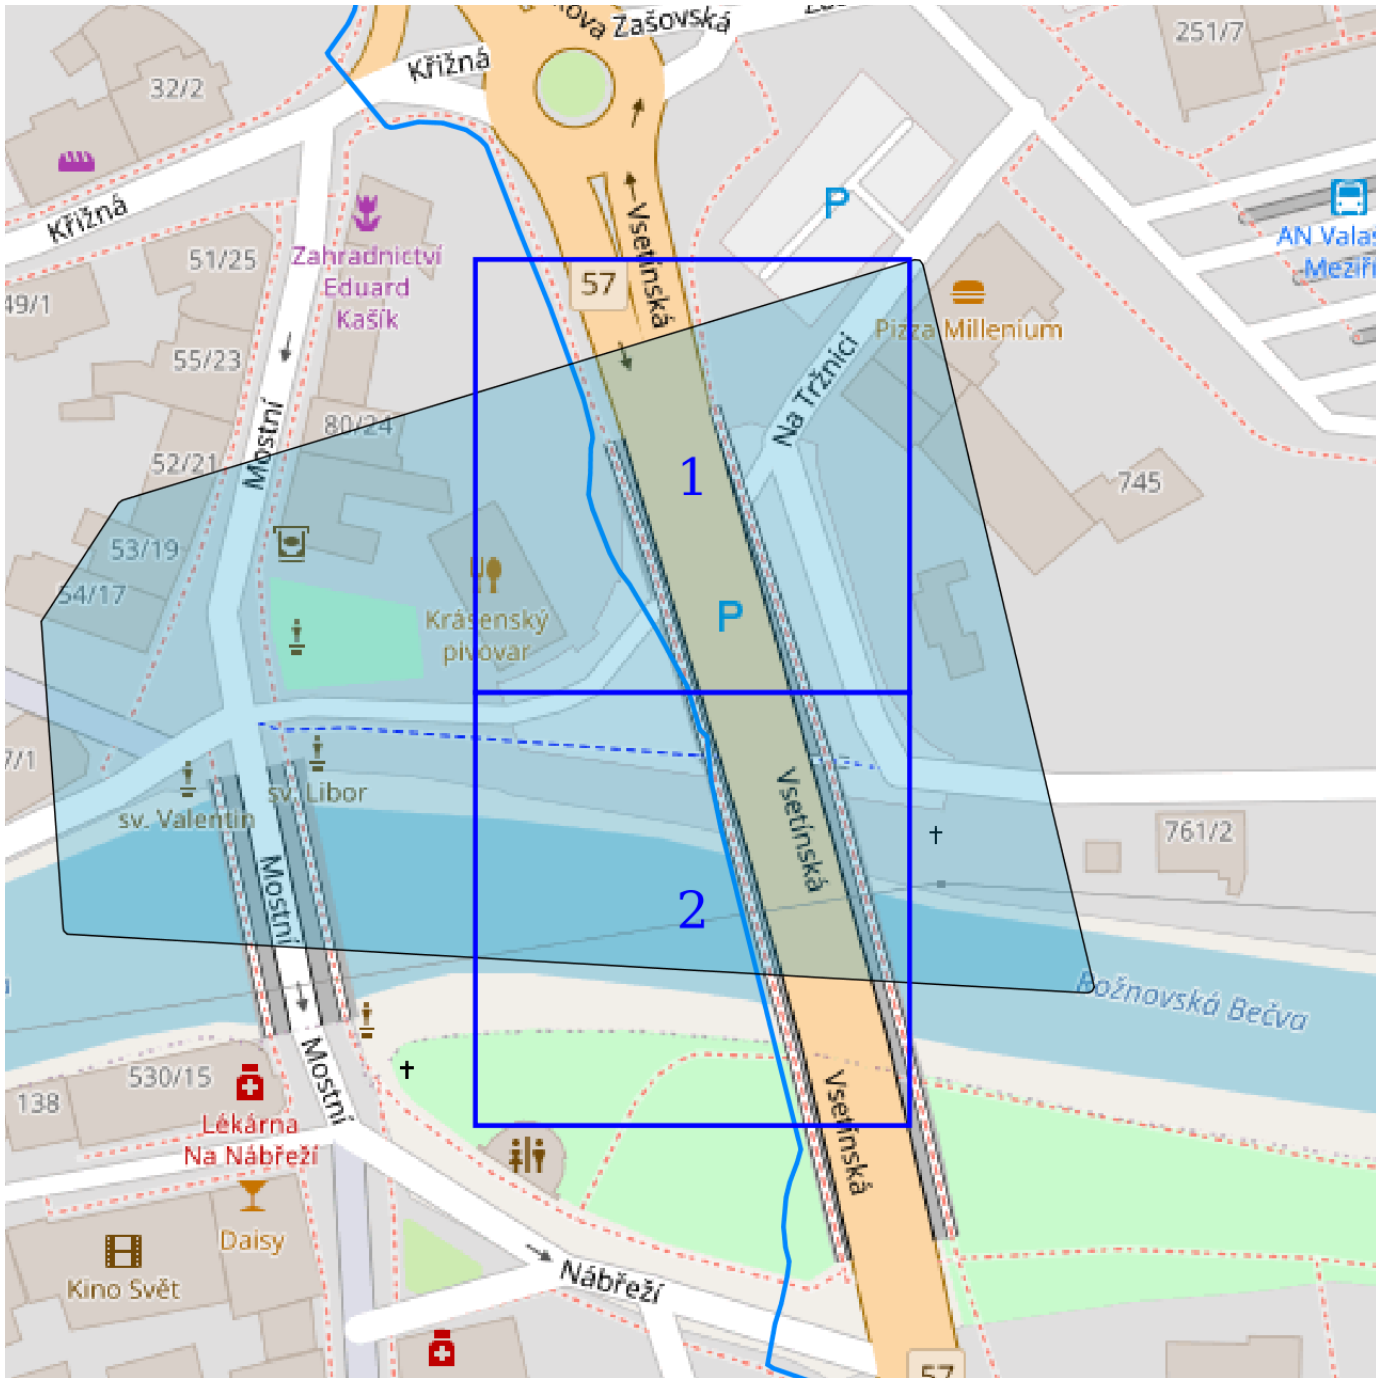 Zašovská
Křižná
251/7
32/2
Křižná
Vsetínská
P
51/25
Zahradnictví
Eduard
Kašík
57
49/1
AN Valaš
Meziří
Pizza Millenium
55/23
Na Tržnici
80/24
Mostní
52/21
1
745
53/19
54/17
P
Krásenský
pivovar
7/1
sv. Libor
sv. Valentin
Vsetínská
761/2
Mostní
2
Rožnovská Bečva
530/15
138
Mostní
Lékárna
Na Nábřeží
Vsetínská
Daisy
Kino Svět
Nábřeží
57